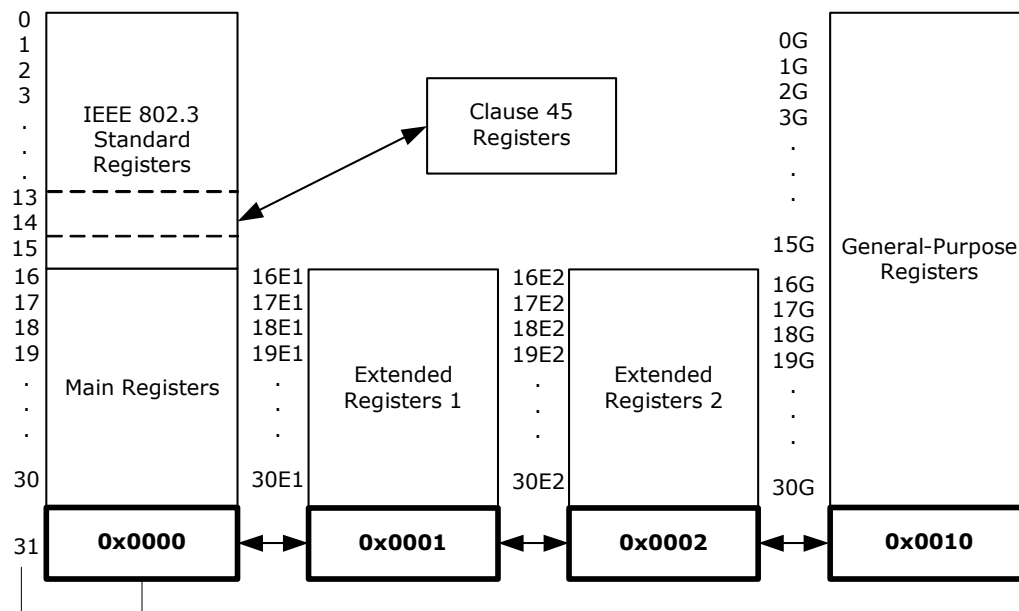 0
1
2
3
.
.
.
13
14
15
16
17
18
19
.
.
.
30
31
IEEE 802.3
Standard
Registers
Main Registers
0x0000
Clause 45
Registers
16E1
17E1
18E1
19E1
.
.
.
30E1
Extended
Registers 1
0x0001
16E2
17E2
18E2
19E2
.
.
.
30E2
Extended
Registers 2
0x0002
0G
1G
2G
3G
.
.
.
15G
16G
17G
18G
19G
.
.
.
30G
General-Purpose
Registers
0x0010